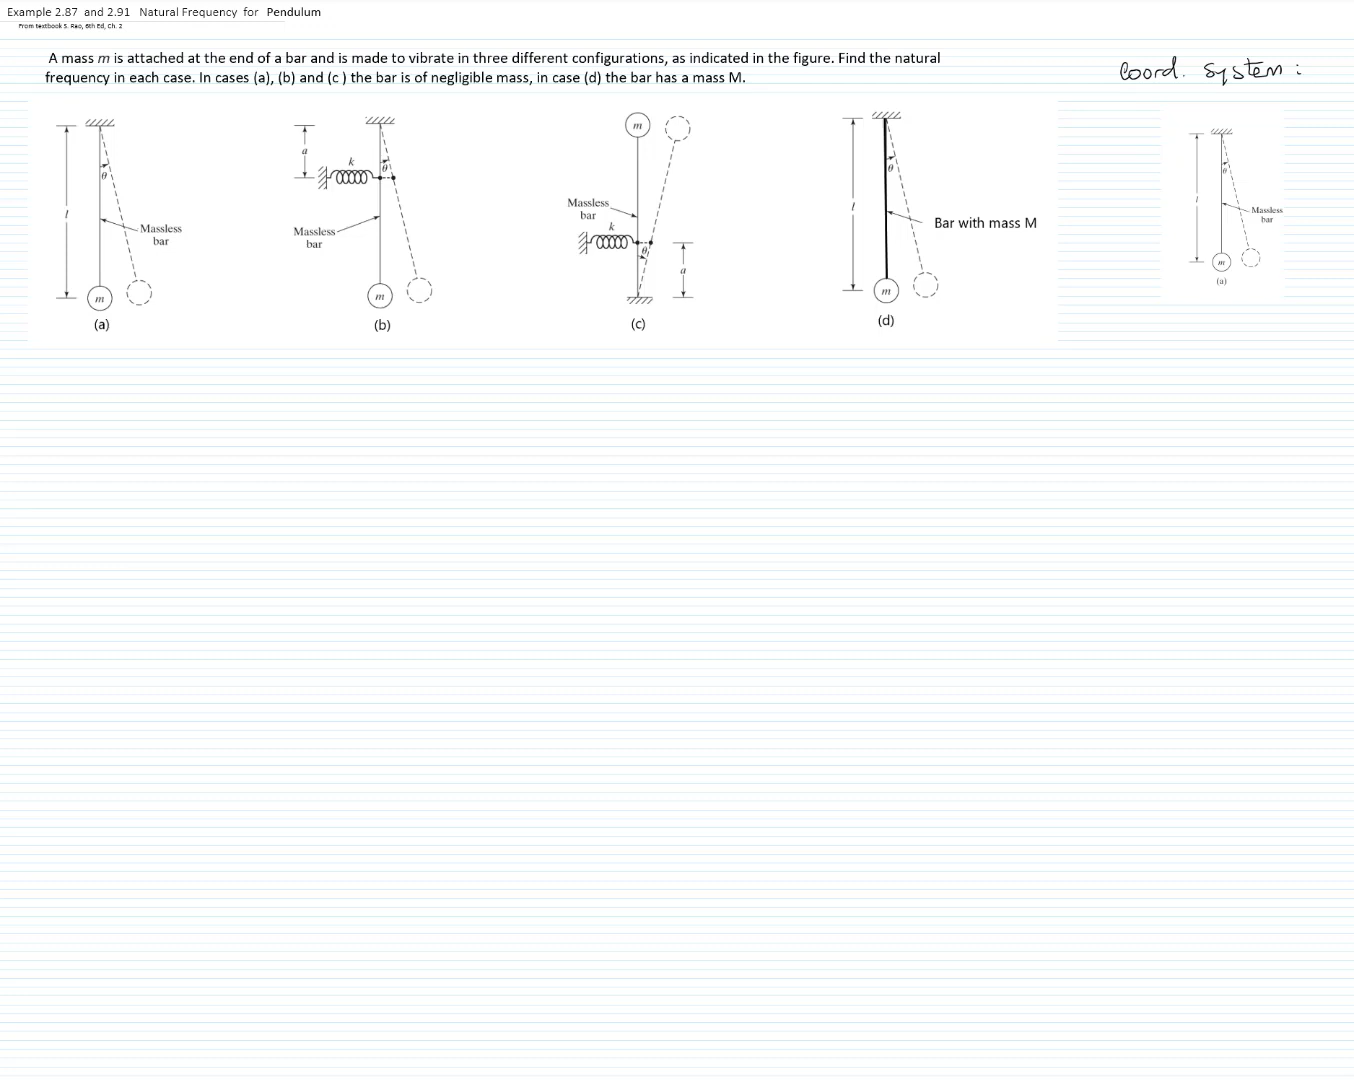 Example 2.87 and 2.91 Natural Frequency for Pendulum
From textbook S. Rao, 6th Ed, Ch. 2
A mass m is attached at the end of a bar and is made to vibrate in three different configurations, as indicated in the figure. Find the natural
frequency in each case. In cases (a), (b) and (c ) the bar is of negligible mass, in case (d) the bar has a mass M.
Coord. System :
l
θ
Massless
bar
m
(a)
a
k
θ
Massless
bar
m
(b)
m
Massless
bar
k
θ
a
(c)
l
θ
Bar with mass M
m
(d)
l
θ
Massless
bar
m
(a)